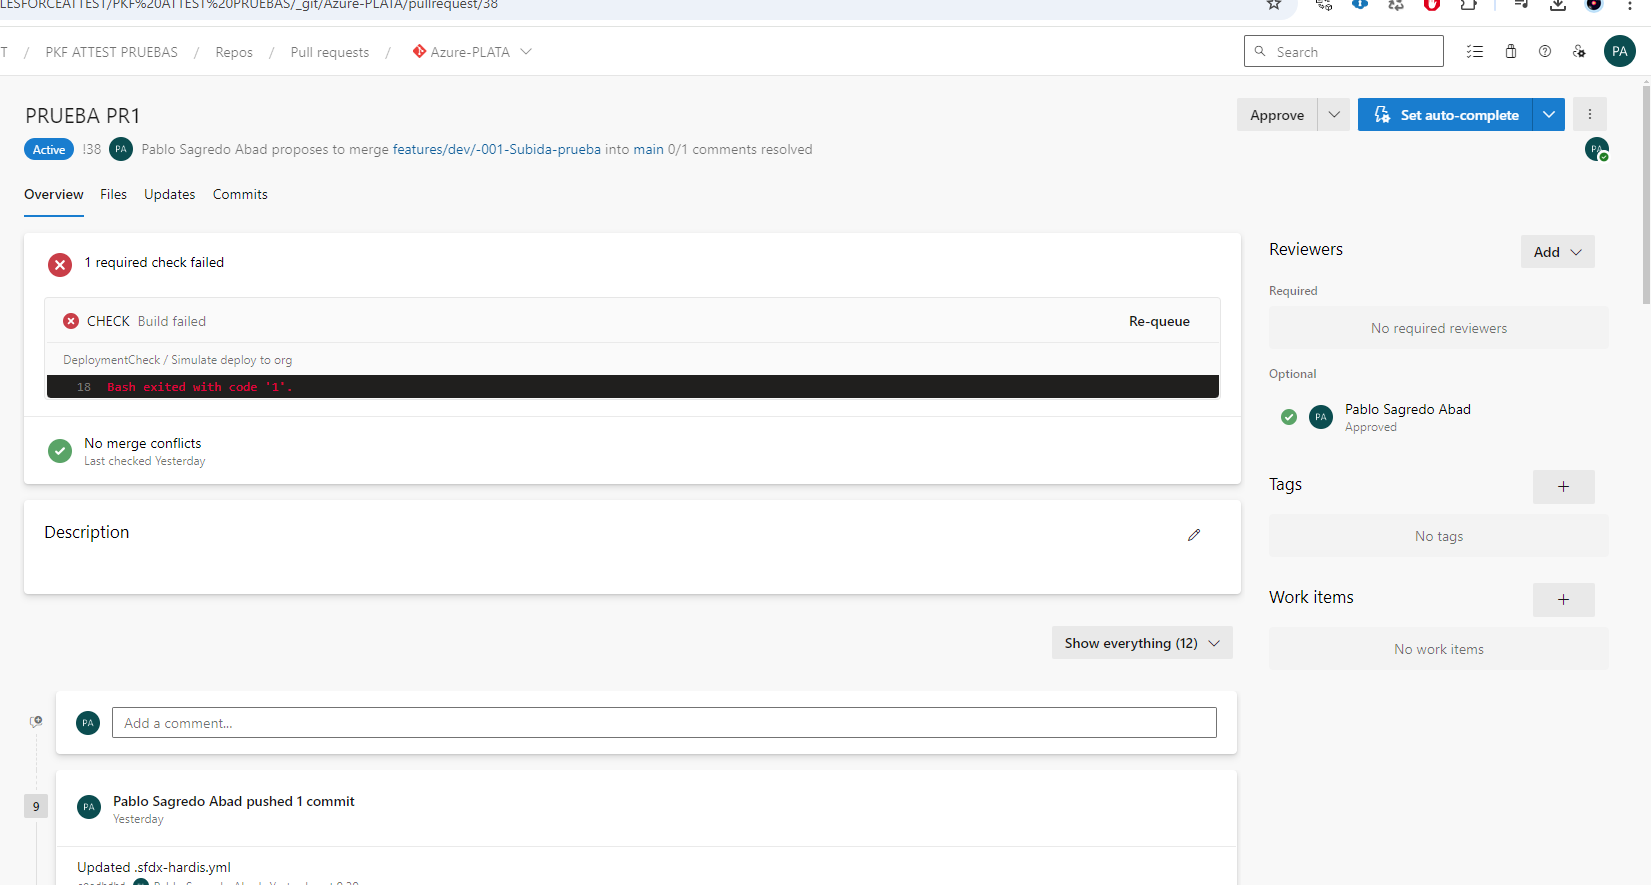 LESFORCEATTEST/PKF%20ATTEST%20PRUEBAS/_git/Azure-PLATA/pullrequest/38
T / PKF ATTEST PRUEBAS / Repos / Pull requests / Azure-PLATA
Search
PA
PRUEBA PR1
Approve
Set auto-complete
Active !38 PA Pablo Sagredo Abad proposes to merge features/dev/-001-Subida-prueba into main 0/1 comments resolved
PA
Overview Files Updates Commits
1 required check failed
CHECK Build failed
Re-queue
DeploymentCheck / Simulate deploy to org
18 Bash exited with code '1'.
No merge conflicts
Last checked Yesterday
Description
Show everything (12)
PA Add a comment...
9
PA Pablo Sagredo Abad pushed 1 commit
Yesterday
Updated .sfdx-hardis.yml
Reviewers
Add
Required
No required reviewers
Optional
PA Pablo Sagredo Abad
Approved
Tags
No tags
Work items
No work items